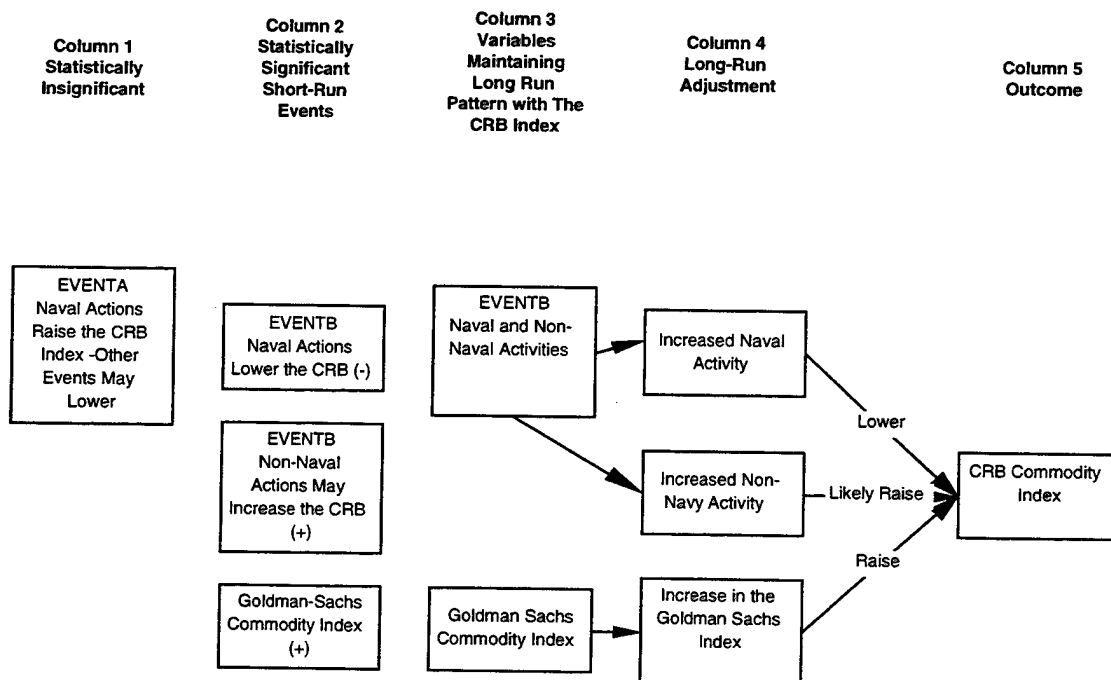 Column 1
Statistically
Insignificant
Column 2
Statistically
Significant
Short-Run
Events
Column 3
Variables
Maintaining
Long Run
Pattern with The
CRB Index
Column 4
Long-Run
Adjustment
Column 5
Outcome
EVENTA
Naval Actions
Raise the CRB
Index -Other
Events May
Lower
EVENTB
Naval Actions
Lower the CRB (-)
EVENTB
Non-Naval
Actions May
Increase the CRB
(+)
Goldman-Sachs
Commodity Index
(+)
EVENTB
Naval and Non-
Naval Activities
Goldman Sachs
Commodity Index
Increased Naval
Activity
Increased Non-
Navy Activity
Increase in the
Goldman Sachs
Index
Lower
Likely Raise
Raise
CRB Commodity
Index